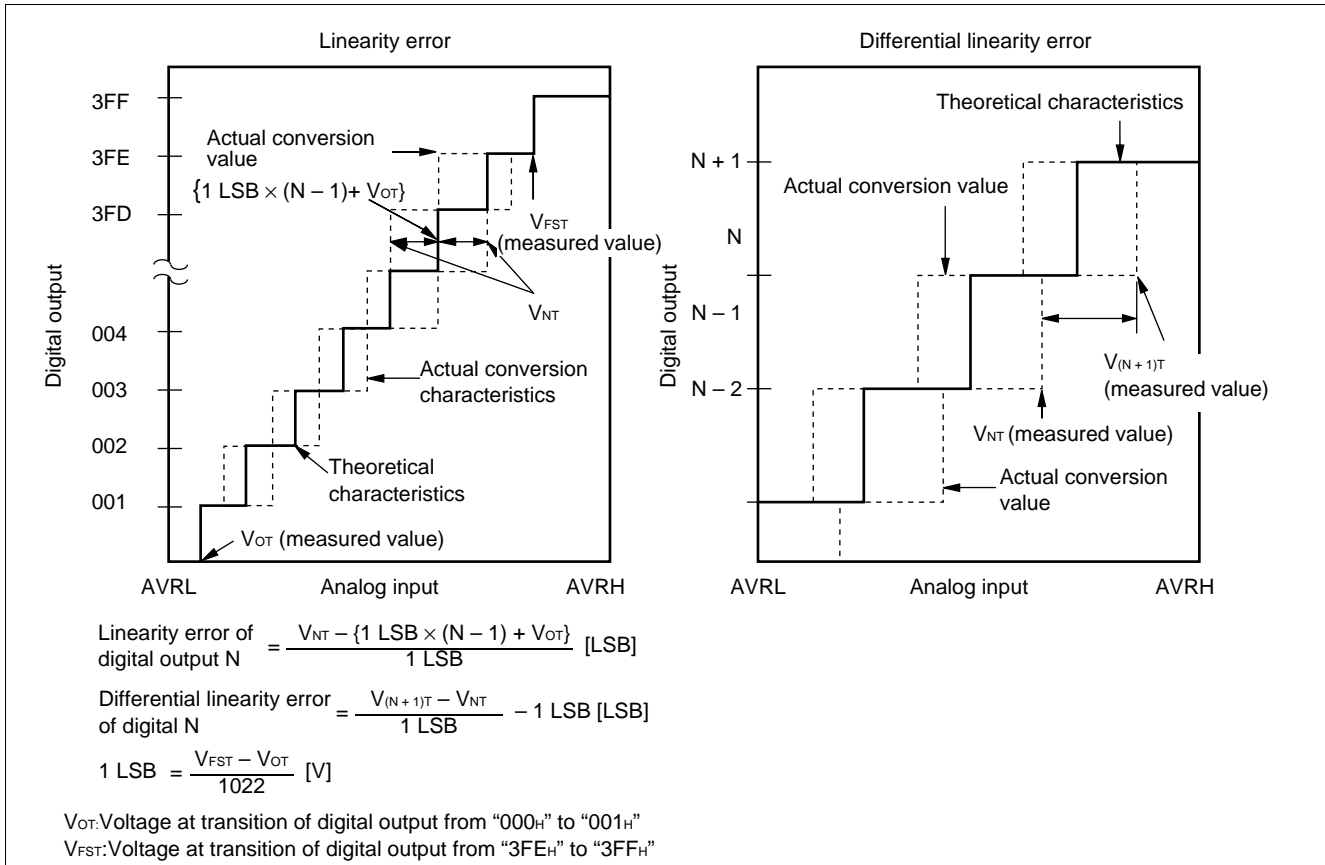 Linearity error
3FF
3FE
3FD
004
003
002
001
Digital output
Actual conversion
value
{1 LSB × (N – 1)+ VOT}
VFST
(measured value)
VNT
Actual conversion
characteristics
Theoretical
characteristics
VOT (measured value)
AVRL
Analog input
AVRH
Differential linearity error
Theoretical characteristics
Actual conversion value
N + 1
N
N – 1
N – 2
Digital output
V(N + 1)T
(measured value)
VNT (measured value)
Actual conversion
value
AVRL
Analog input
AVRH
Linearity error of
digital output N
= VNT – {1 LSB × (N – 1) + VOT}
1 LSB
[LSB]
Differential linearity error
of digital N
= V(N + 1)T – VNT
1 LSB
– 1 LSB [LSB]
1 LSB = VFST – VOT
1022
[V]
VOT:Voltage at transition of digital output from “000H” to “001H”
VFST:Voltage at transition of digital output from “3FEH” to “3FFH”